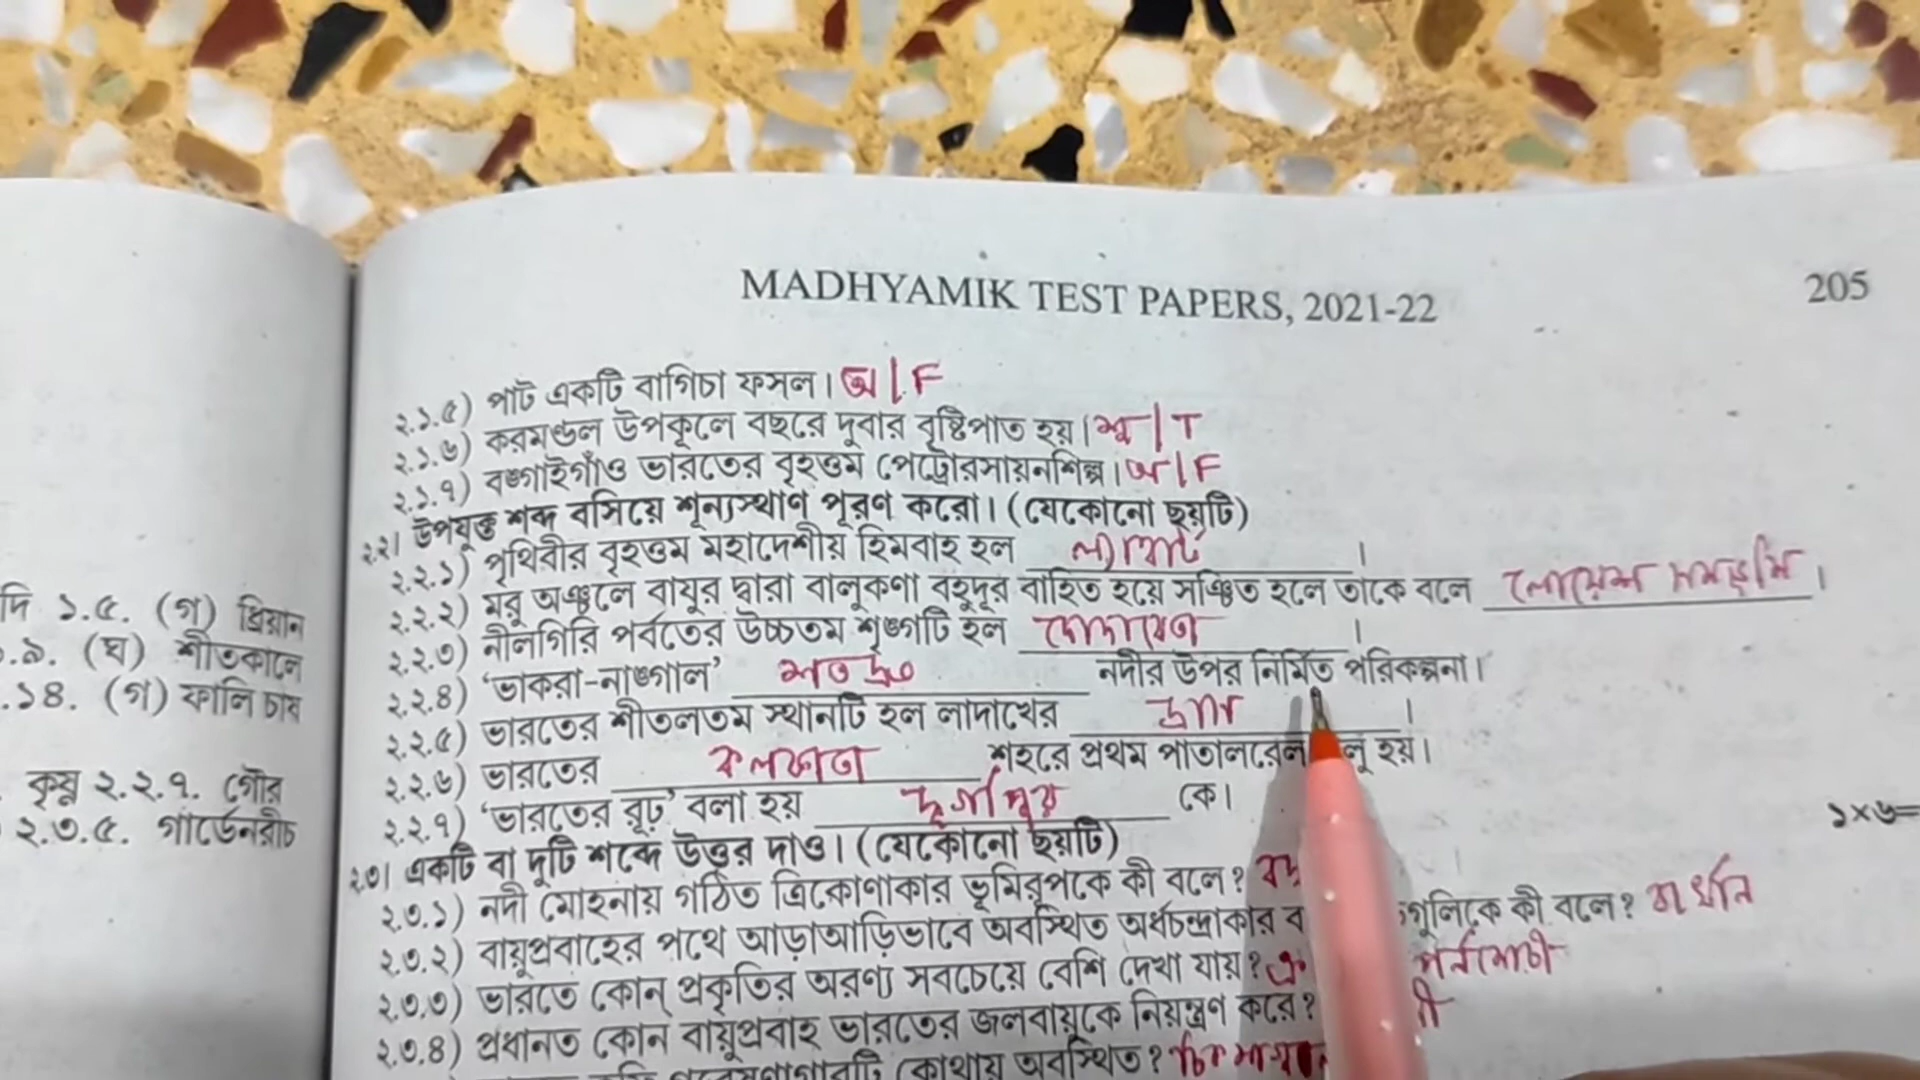 MADHYAMIK TEST PAPERS, 2021-22
205
২.১.৫) পাট একটি বাগিচা ফসল। অ | F
২.১.৬) করমণ্ডল উপকূলে বছরে দুবার বৃষ্টিপাত হয়। শু | T
২.১.৭) বঙ্গাইগাঁও ভারতের বৃহত্তম পেট্রোরসায়নশিল্প। অ | F
২.২। উপযুক্ত শব্দ বসিয়ে শূন্যস্থাণ পূরণ করো। (যেকোনো ছয়টি)
২.২.১) পৃথিবীর বৃহত্তম মহাদেশীয় হিমবাহ হল ল্যাম্বার্ট ।
২.২.২) মরু অঞ্চলে বায়ুর দ্বারা বালুকণা বহুদূর বাহিত হয়ে সঞ্চিত হলে তাকে বলে লোয়েশ সমভূমি ।
২.২.৩) নীলগিরি পর্বতের উচ্চতম শৃঙ্গটি হল দোদাবেতা ।
২.২.৪) 'ভাকরা-নাঙ্গাল' শতদ্রু নদীর উপর নির্মিত পরিকল্পনা।
২.২.৫) ভারতের শীতলতম স্থানটি হল লাদাখের দ্রাস ।
২.২.৬) ভারতের কলকাতা শহরে প্রথম পাতালরেল হয়।
২.২.৭) 'ভারতের রূঢ়' বলা হয় দুর্গাপুর কে।
২.৩। একটি বা দুটি শব্দে উত্তর দাও। (যেকোনো ছয়টি)
১×৬=
২.৩.১) নদী মোহনায় গঠিত ত্রিকোণাকার ভূমিরূপকে কী বলে?
২.৩.২) বায়ুপ্রবাহের পথে আড়াআড়িভাবে অবস্থিত অর্ধচন্দ্রাকার গুলিকে কী বলে? বার্খান
২.৩.৩) ভারতে কোন্ প্রকৃতির অরণ্য সবচেয়ে বেশি দেখা যায়? পর্নমোচী
২.৩.৪) প্রধানত কোন বায়ুপ্রবাহ ভারতের জলবায়ুকে নিয়ন্ত্রণ করে?
গবেষণাগারটি কোথায় অবস্থিত?
দি ১.৫. (গ) থ্রিয়ান
.৯. (ঘ) শীতকালে
.১৪. (গ) ফালি চাষ
কৃষ্ণ ২.২.৭. গৌর
২.৩.৫. গার্ডেনরীচ